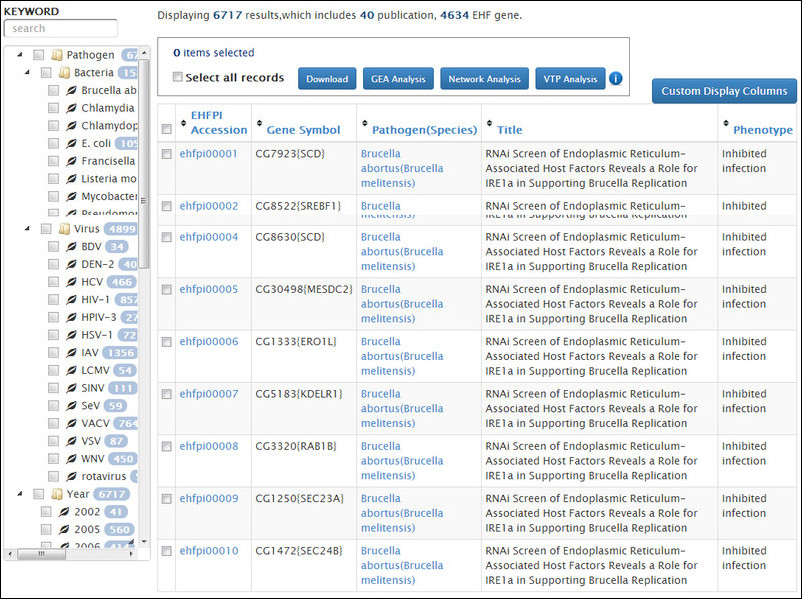 KEYWORD
search
Pathogen
Bacteria
Brucella ab
Chlamydia
Chlamydop
E. coli
Francisella
Listeria mo
Mycobacter
Virus 4899
BDV 34
DEN-2
HCV 466
HIV-1
HPIV-3
HSV-1
IAV 1356
LCMV 54
SINV 111
SeV 59
VACV
VSV 87
WNV 450
rotavirus
Year 6717
2002 41
2005 560
2006
Displaying 6717 results,which includes 40 publication, 4634 EHF gene.
0 items selected
Select all records Download GEA Analysis Network Analysis VTP Analysis i
Custom Display Columns
EHFPI
Accession Gene Symbol Pathogen(Species) Title Phenotype
ehfpi00001 CG7923{SCD} Brucella RNAi Screen of Endoplasmic Reticulum- Inhibited
abortus(Brucella Associated Host Factors Reveals a Role for infection
melitensis) IRE1a in Supporting Brucella Replication
ehfpi00002 CG8522{SREBF1} Brucella RNAi Screen of Endoplasmic Reticulum- Inhibited
melitensis) IRE1a in Supporting Brucella Replication
ehfpi00004 CG8630{SCD} Brucella RNAi Screen of Endoplasmic Reticulum- Inhibited
abortus(Brucella Associated Host Factors Reveals a Role for infection
melitensis) IRE1a in Supporting Brucella Replication
ehfpi00005 CG30498{MESDC2} Brucella RNAi Screen of Endoplasmic Reticulum- Inhibited
abortus(Brucella Associated Host Factors Reveals a Role for infection
melitensis) IRE1a in Supporting Brucella Replication
ehfpi00006 CG1333{ERO1L} Brucella RNAi Screen of Endoplasmic Reticulum- Inhibited
abortus(Brucella Associated Host Factors Reveals a Role for infection
melitensis) IRE1a in Supporting Brucella Replication
ehfpi00007 CG5183{KDELR1} Brucella RNAi Screen of Endoplasmic Reticulum- Inhibited
abortus(Brucella Associated Host Factors Reveals a Role for infection
melitensis) IRE1a in Supporting Brucella Replication
ehfpi00008 CG3320{RAB1B} Brucella RNAi Screen of Endoplasmic Reticulum- Inhibited
abortus(Brucella Associated Host Factors Reveals a Role for infection
melitensis) IRE1a in Supporting Brucella Replication
ehfpi00009 CG1250{SEC23A} Brucella RNAi Screen of Endoplasmic Reticulum- Inhibited
abortus(Brucella Associated Host Factors Reveals a Role for infection
melitensis) IRE1a in Supporting Brucella Replication
ehfpi00010 CG1472{SEC24B} Brucella RNAi Screen of Endoplasmic Reticulum- Inhibited
abortus(Brucella Associated Host Factors Reveals a Role for infection
melitensis) IRE1a in Supporting Brucella Replication